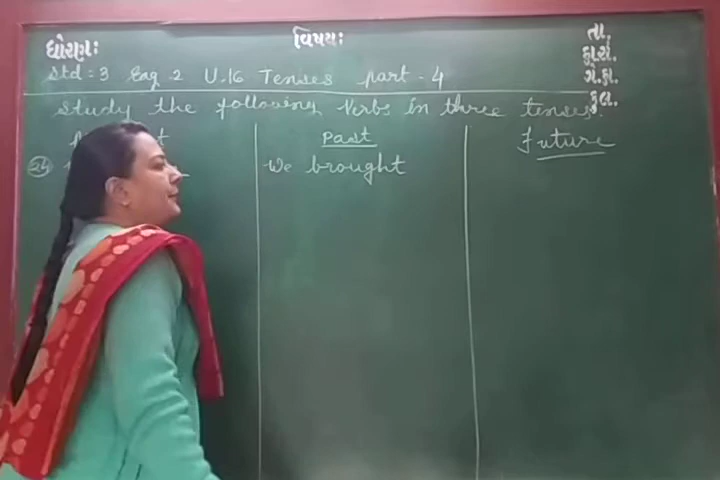 ધોરણઃ વિષયઃ તા.
કુ.સં.
ગે.હા.
કુલ.
Std : 3 Eng. 2 U.16 Tenses part - 4
Study the following Verbs in three tenses.
Past Future
24 We brought